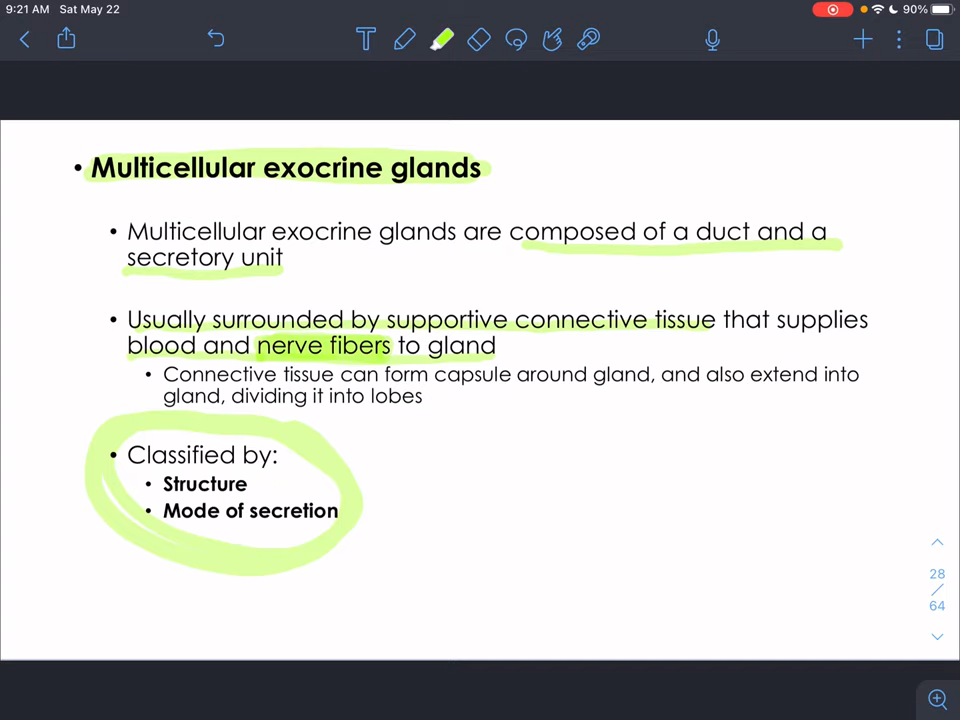 9:21 AM Sat May 22
90%
T
• Multicellular exocrine glands
• Multicellular exocrine glands are composed of a duct and a
secretory unit
• Usually surrounded by supportive connective tissue that supplies
blood and nerve fibers to gland
• Connective tissue can form capsule around gland, and also extend into
gland, dividing it into lobes
• Classified by:
• Structure
• Mode of secretion
28
/
64